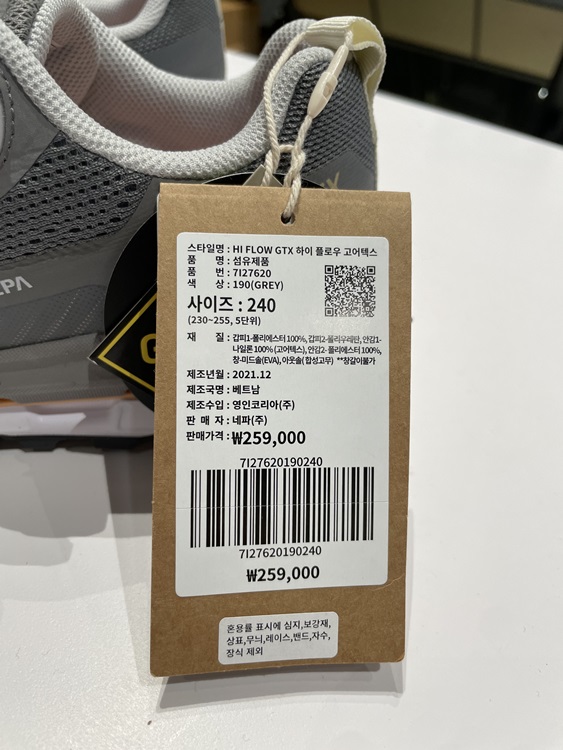 스타일명 : HI FLOW GTX 하이 플로우 고어텍스
품 명 : 섬유제품
품 번 : 7I27620
색 상 : 190(GREY)
사이즈 : 240
(230~255, 5단위)
재 질 : 갑피1-폴리에스터 100%, 갑피2-폴리우레탄, 안감1-
나일론 100% (고어텍스), 안감2- 폴리에스터 100%,
창-미드솔(EVA), 아웃솔( 합성고무) **창갈이불가
제조년월 : 2021.12
제조국명 : 베트남
제조수입 : 영인코리아(주)
판 매 자 : 네파(주)
판매가격 : ₩259,000
7I27620190240
7I27620190240
₩259,000
혼용률 표시에 심지,보강재,
상표,무늬,레이스,밴드,자수,
장식 제외
EPA
G